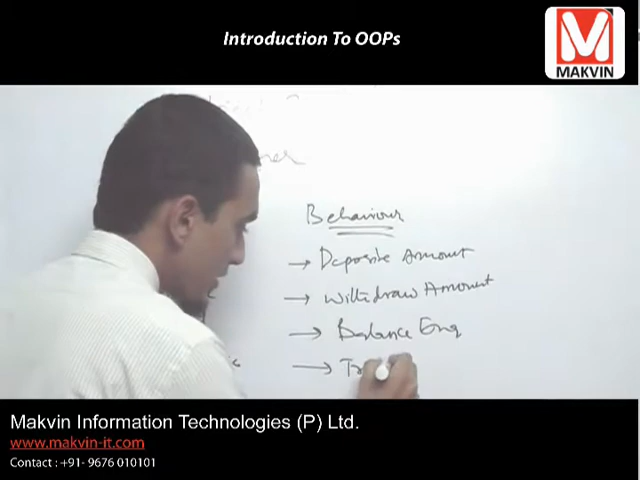 Introduction To OOPs
MAKVIN
Behaviour
→ Deposite Amount
→ Withdraw Amount
→ Balance Enq
→
Makvin Information Technologies (P) Ltd.
www.makvin-it.com
Contact : +91- 9676 010101